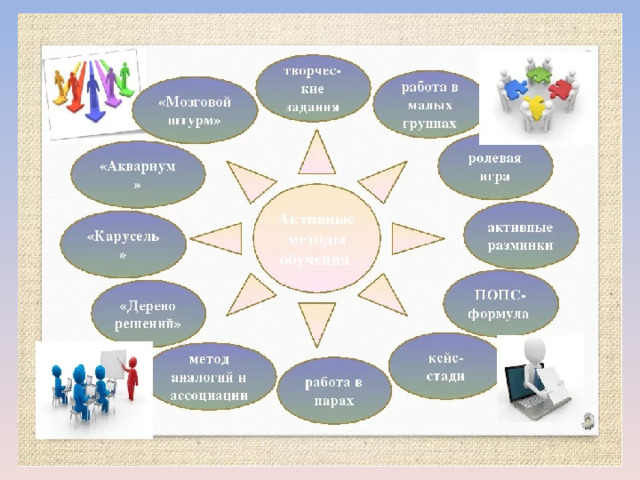 творчес-
кие
задания
работа в
малых
группах
ролевая
игра
активные
разминки
ПОПС-
формула
кейс-
стади
работа в
парах
метод
аналогий и
ассоциации
«Дерево
решений»
«Карусель
»
«Аквариум
»
«Мозговой
штурм»
Активные
методы
обучения